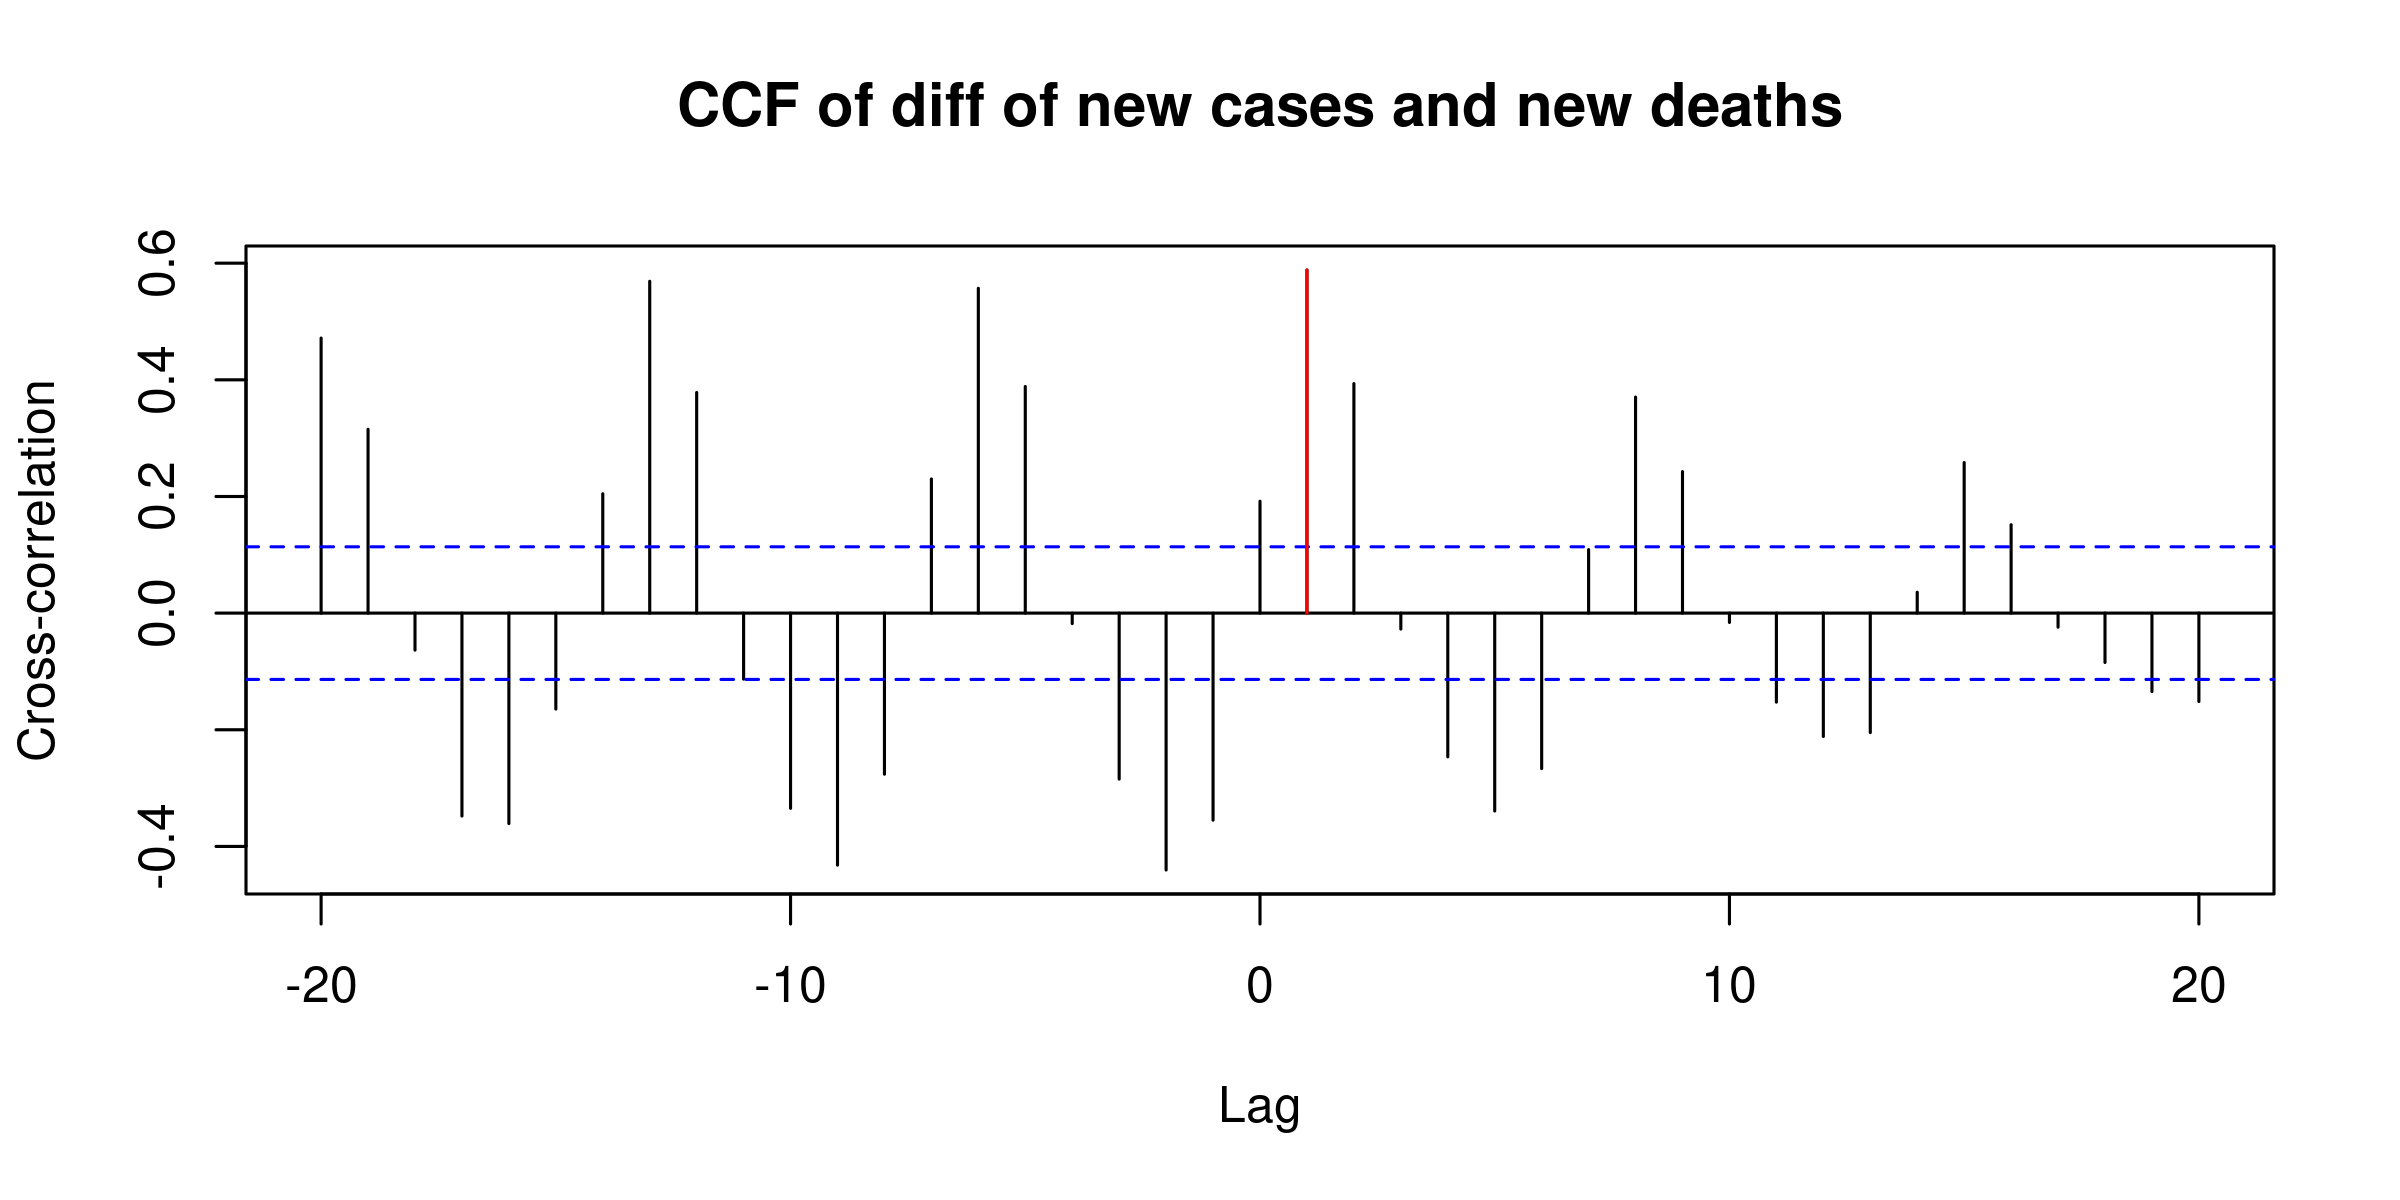 CCF of diff of new cases and new deaths
Cross-correlation
0.6
0.4
0.2
0.0
-0.4
-20 -10 0 10 20
Lag